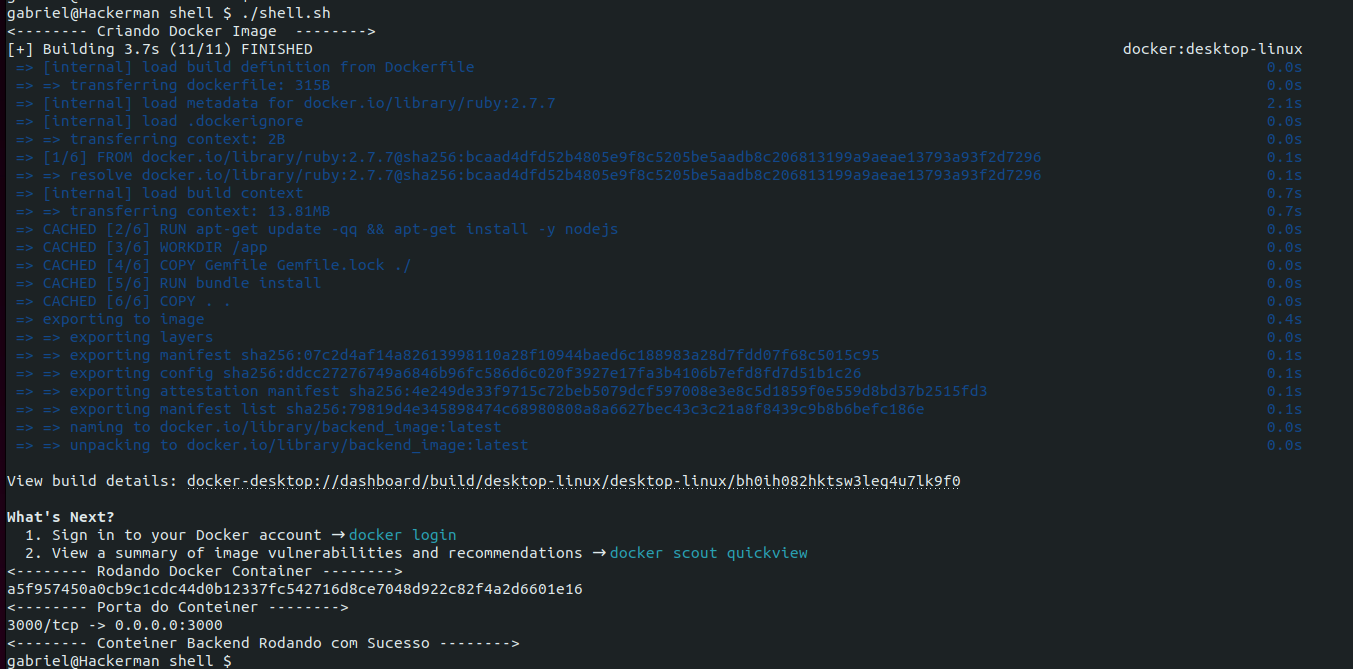 gabriel@Hackerman shell $ ./shell.sh
<-------- Criando Docker Image  -------->
[+] Building 3.7s (11/11) FINISHED docker:desktop-linux
=> [internal] load build definition from Dockerfile 0.0s
=> => transferring dockerfile: 315B 0.0s
=> [internal] load metadata for docker.io/library/ruby:2.7.7 2.1s
=> [internal] load .dockerignore 0.0s
=> => transferring context: 2B 0.0s
=> [1/6] FROM docker.io/library/ruby:2.7.7@sha256:bcaad4dfd52b4805e9f8c5205be5aadb8c206813199a9aeae13793a93f2d7296 0.1s
=> => resolve docker.io/library/ruby:2.7.7@sha256:bcaad4dfd52b4805e9f8c5205be5aadb8c206813199a9aeae13793a93f2d7296 0.1s
=> [internal] load build context 0.7s
=> => transferring context: 13.81MB 0.7s
=> CACHED [2/6] RUN apt-get update -qq && apt-get install -y nodejs 0.0s
=> CACHED [3/6] WORKDIR /app 0.0s
=> CACHED [4/6] COPY Gemfile Gemfile.lock ./ 0.0s
=> CACHED [5/6] RUN bundle install 0.0s
=> CACHED [6/6] COPY . . 0.0s
=> exporting to image 0.4s
=> => exporting layers 0.0s
=> => exporting manifest sha256:07c2d4af14a82613998110a28f10944baed6c188983a28d7fdd07f68c5015c95 0.1s
=> => exporting config sha256:ddcc27276749a6846b96fc586d6c020f3927e17fa3b4106b7efd8fd7d51b1c26 0.1s
=> => exporting attestation manifest sha256:4e249de33f9715c72beb5079dcf597008e3e8c5d1859f0e559d8bd37b2515fd3 0.1s
=> => exporting manifest list sha256:79819d4e345898474c68980808a8a6627bec43c3c21a8f8439c9b8b6befc186e 0.1s
=> => naming to docker.io/library/backend_image:latest 0.0s
=> => unpacking to docker.io/library/backend_image:latest 0.0s
View build details: docker-desktop://dashboard/build/desktop-linux/desktop-linux/bh0ih082hktsw3leq4u7lk9f0
What's Next?
1. Sign in to your Docker account → docker login
2. View a summary of image vulnerabilities and recommendations → docker scout quickview
<-------- Rodando Docker Container -------->
a5f957450a0cb9c1cdc44d0b12337fc542716d8ce7048d922c82f4a2d6601e16
<-------- Porta do Conteiner -------->
3000/tcp -> 0.0.0.0:3000
<-------- Conteiner Backend Rodando com Sucesso -------->
gabriel@Hackerman shell $